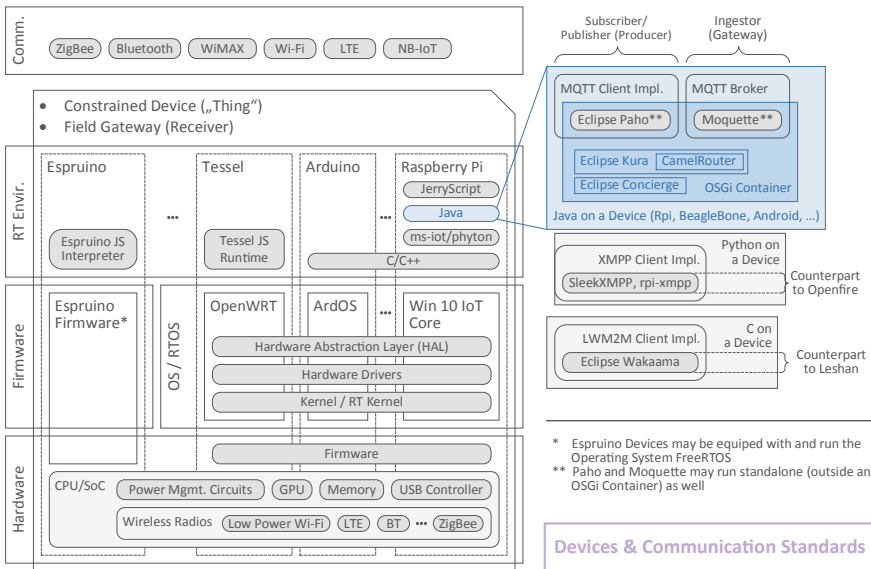 Comm.
ZigBee
Bluetooth
WiMAX
Wi-Fi
LTE
NB-IoT
• Constrained Device („Thing“)
• Field Gateway (Receiver)
RT Envir.
Espruino
...
Tessel
Arduino
...
Raspberry Pi
JerryScript
Java
ms-iot/phyton
C/C++
Espruino JS
Interpreter
Tessel JS
Runtime
Firmware
Espruino
Firmware*
OS / RTOS
OpenWRT
ArdOS
...
Win 10 IoT
Core
Hardware Abstraction Layer (HAL)
Hardware Drivers
Kernel / RT Kernel
Hardware
Firmware
CPU/SoC
Power Mgmt. Circuits
GPU
Memory
USB Controller
Wireless Radios
Low Power Wi-Fi
LTE
BT
...
ZigBee
Subscriber/
Publisher (Producer)
Ingestor
(Gateway)
MQTT Client Impl.
MQTT Broker
Eclipse Paho**
Moquette**
Eclipse Kura
CamelRouter
Eclipse Concierge
OSGi Container
Java on a Device (Rpi, BeagleBone, Android, ...)
Python on
a Device
XMPP Client Impl.
SleekXMPP, rpi-xmpp
Counterpart
to Openfire
C on
a Device
LWM2M Client Impl.
Eclipse Wakaama
Counterpart
to Leshan
* Espruino Devices may be equiped with and run the
Operating System FreeRTOS
** Paho and Moquette may run standalone (outside an
OSGi Container) as well
Devices & Communication Standards